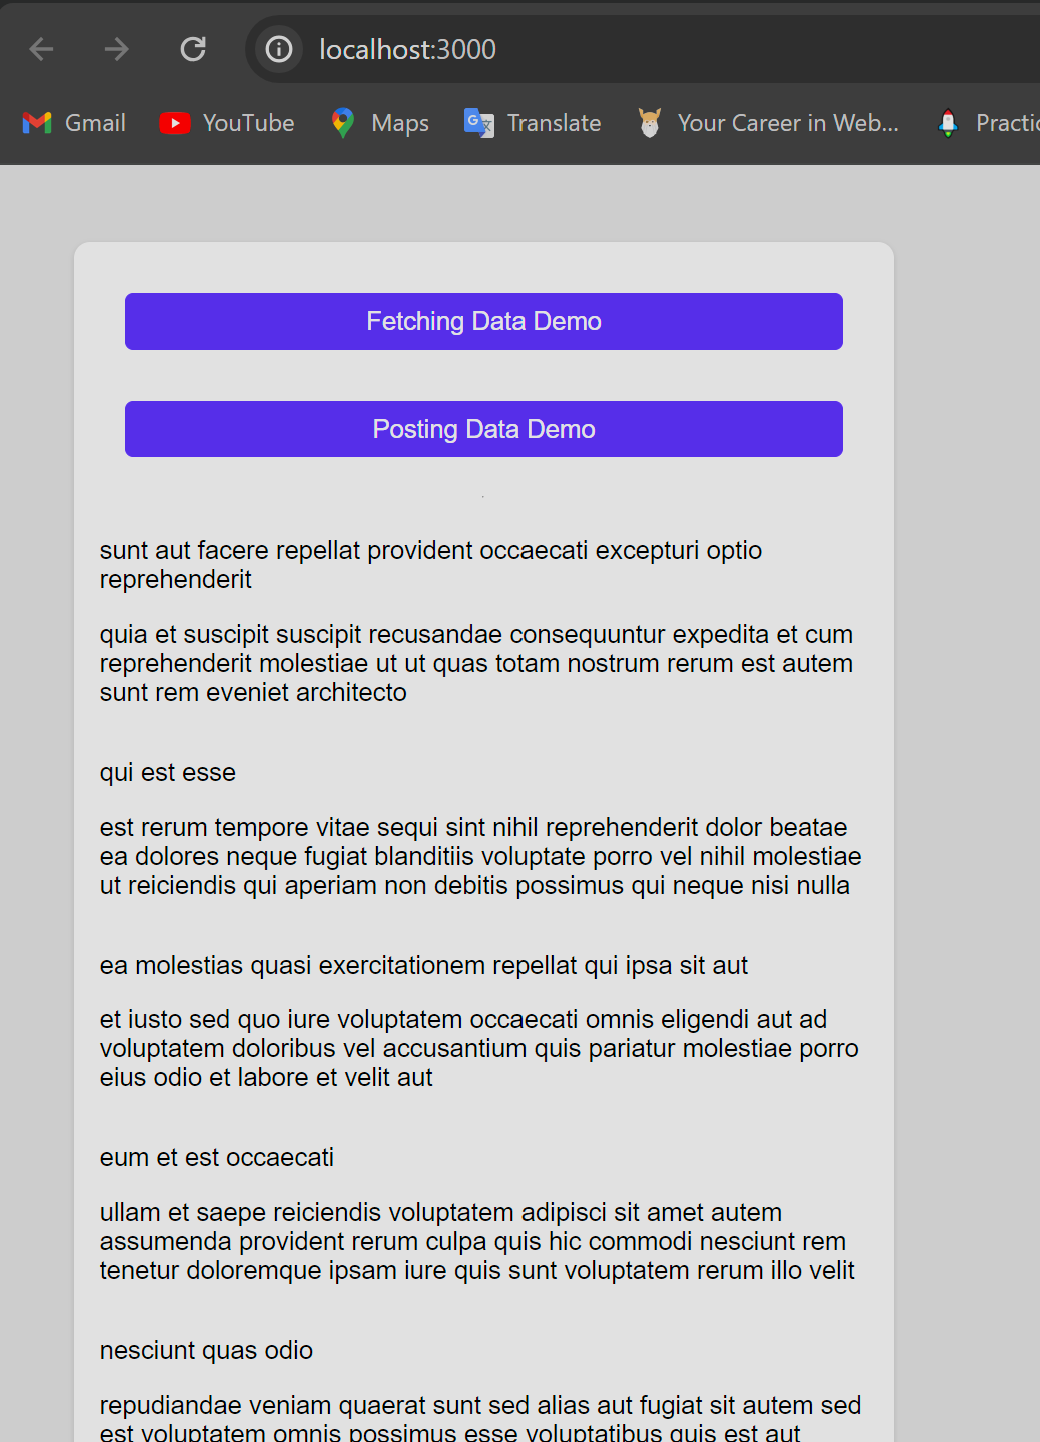 localhost:3000
Gmail
YouTube
Maps
Translate
Your Career in Web...
Fetching Data Demo
Posting Data Demo
sunt aut facere repellat provident occaecati excepturi optio
reprehenderit
quia et suscipit suscipit recusandae consequuntur expedita et cum
reprehenderit molestiae ut ut quas totam nostrum rerum est autem
sunt rem eveniet architecto
qui est esse
est rerum tempore vitae sequi sint nihil reprehenderit dolor beatae
ea dolores neque fugiat blanditiis voluptate porro vel nihil molestiae
ut reiciendis qui aperiam non debitis possimus qui neque nisi nulla
ea molestias quasi exercitationem repellat qui ipsa sit aut
et iusto sed quo iure voluptatem occaecati omnis eligendi aut ad
voluptatem doloribus vel accusantium quis pariatur molestiae porro
eius odio et labore et velit aut
eum et est occaecati
ullam et saepe reiciendis voluptatem adipisci sit amet autem
assumenda provident rerum culpa quis hic commodi nesciunt rem
tenetur doloremque ipsam iure quis sunt voluptatem rerum illo velit
nesciunt quas odio
repudiandae veniam quaerat sunt sed alias aut fugiat sit autem sed
est voluptatem omnis possimus esse voluptatibus quis est aut